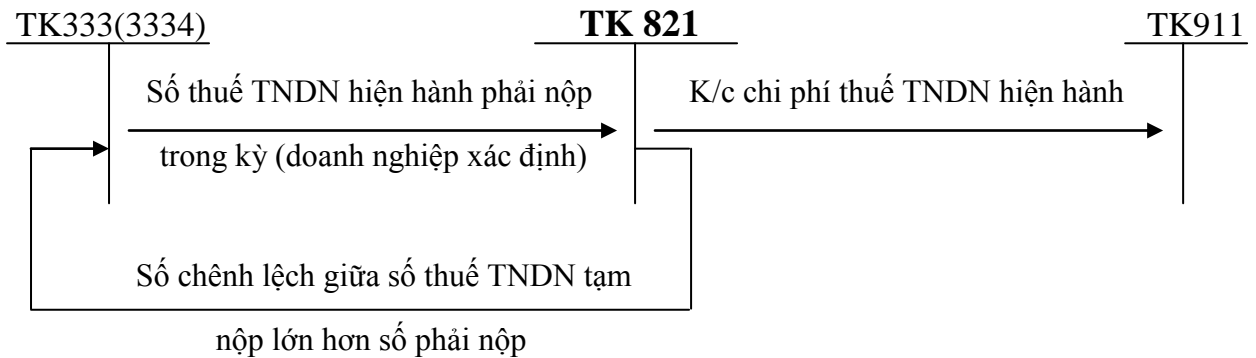 TK333(3334)
TK 821
TK911
Số thuế TNDN hiện hành phải nộp
K/c chi phí thuế TNDN hiện hành
trong kỳ (doanh nghiệp xác định)
Số chênh lệch giữa số thuế TNDN tạm
nộp lớn hơn số phải nộp